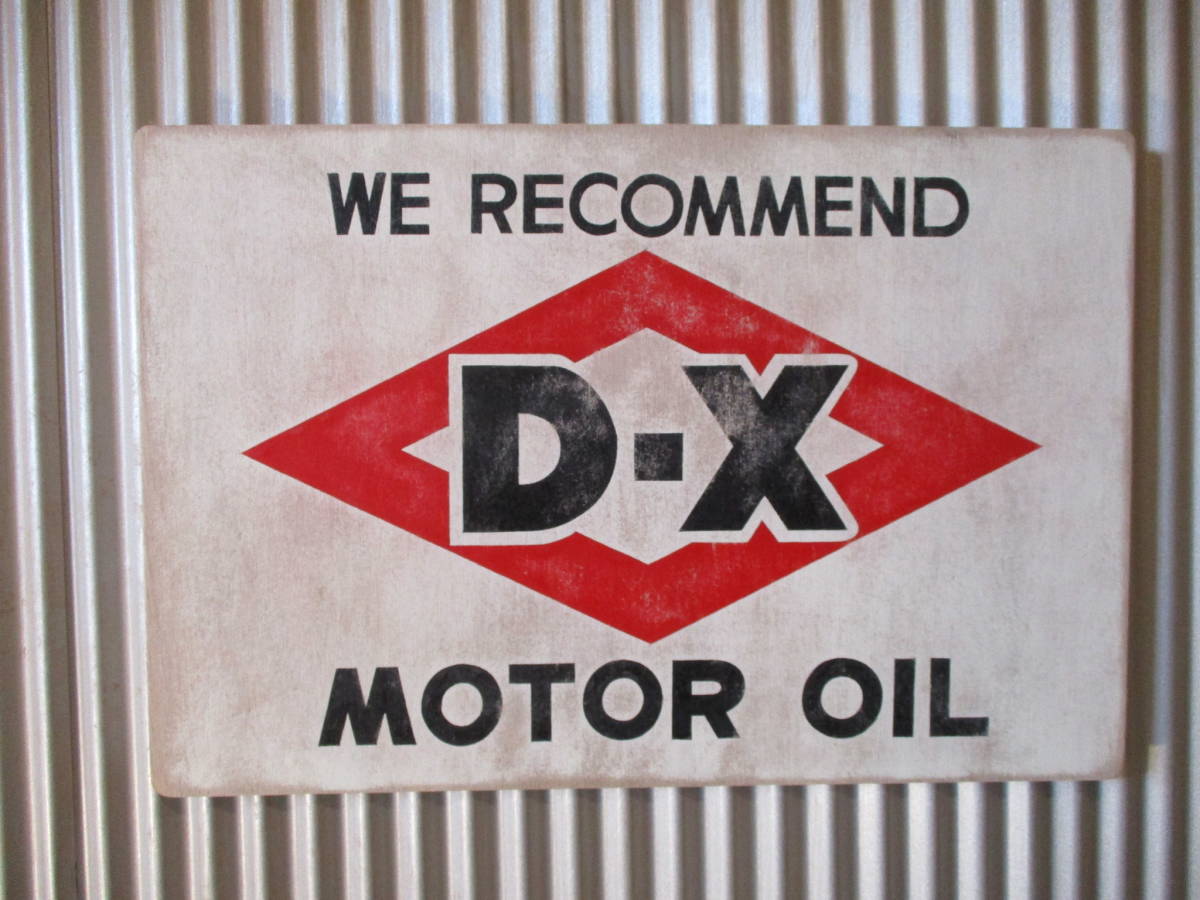 WE RECOMMEND
D-X
MOTOR OIL